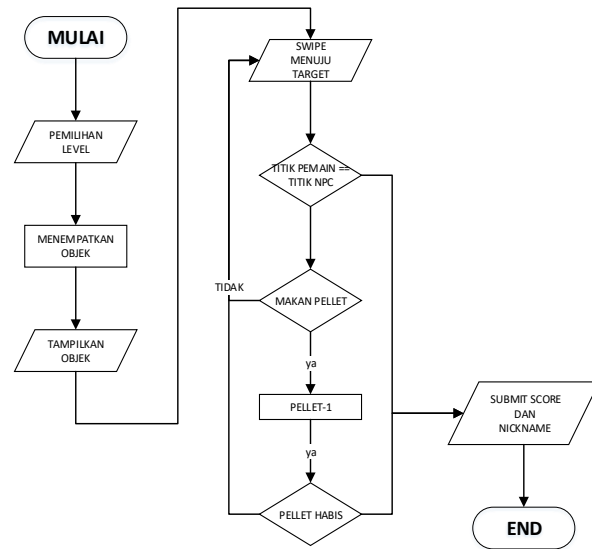 MULAI
PEMILIHAN
LEVEL
MENEMPATKAN
OBJEK
TAMPILKAN
OBJEK
SWIPE
MENUJU
TARGET
TITIK PEMAIN ==
TITIK NPC
TIDAK
MAKAN PELLET
ya
PELLET-1
ya
PELLET HABIS
SUBMIT SCORE
DAN
NICKNAME
END